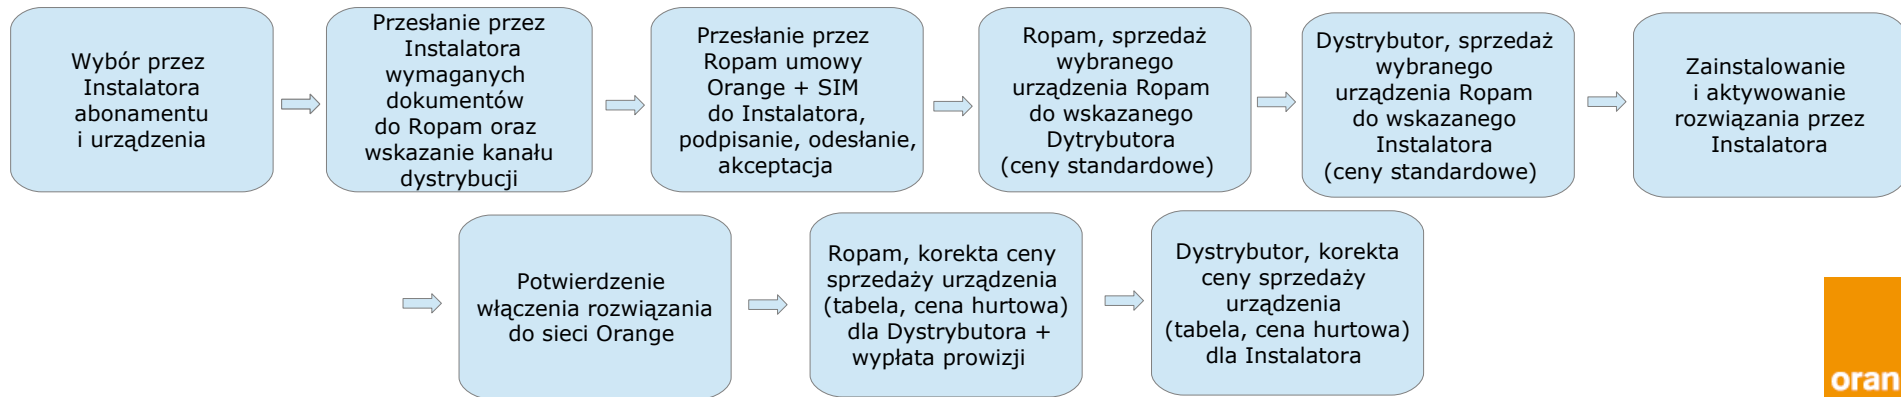 Wybór przez
Instalatora
abonamentu
i urządzenia
Przesłanie przez
Instalatora
wymaganych
dokumentów
do Ropam oraz
wskazanie kanału
dystrybucji
Przesłanie przez
Ropam umowy
Orange + SIM
do Instalatora,
podpisanie, odesłanie,
akceptacja
Ropam, sprzedaż
wybranego
urządzenia Ropam
do wskazanego
Dytrybutora
(ceny standardowe)
Dystrybutor, sprzedaż
wybranego
urządzenia Ropam
do wskazanego
Instalatora
(ceny standardowe)
Zainstalowanie
i aktywowanie
rozwiązania przez
Instalatora
Potwierdzenie
włączenia rozwiązania
do sieci Orange
Ropam, korekta ceny
sprzedaży urządzenia
(tabela, cena hurtowa)
dla Dystrybutora +
wypłata prowizji
Dystrybutor, korekta
ceny sprzedaży
urządzenia
(tabela, cena hurtowa)
dla Instalatora
oran